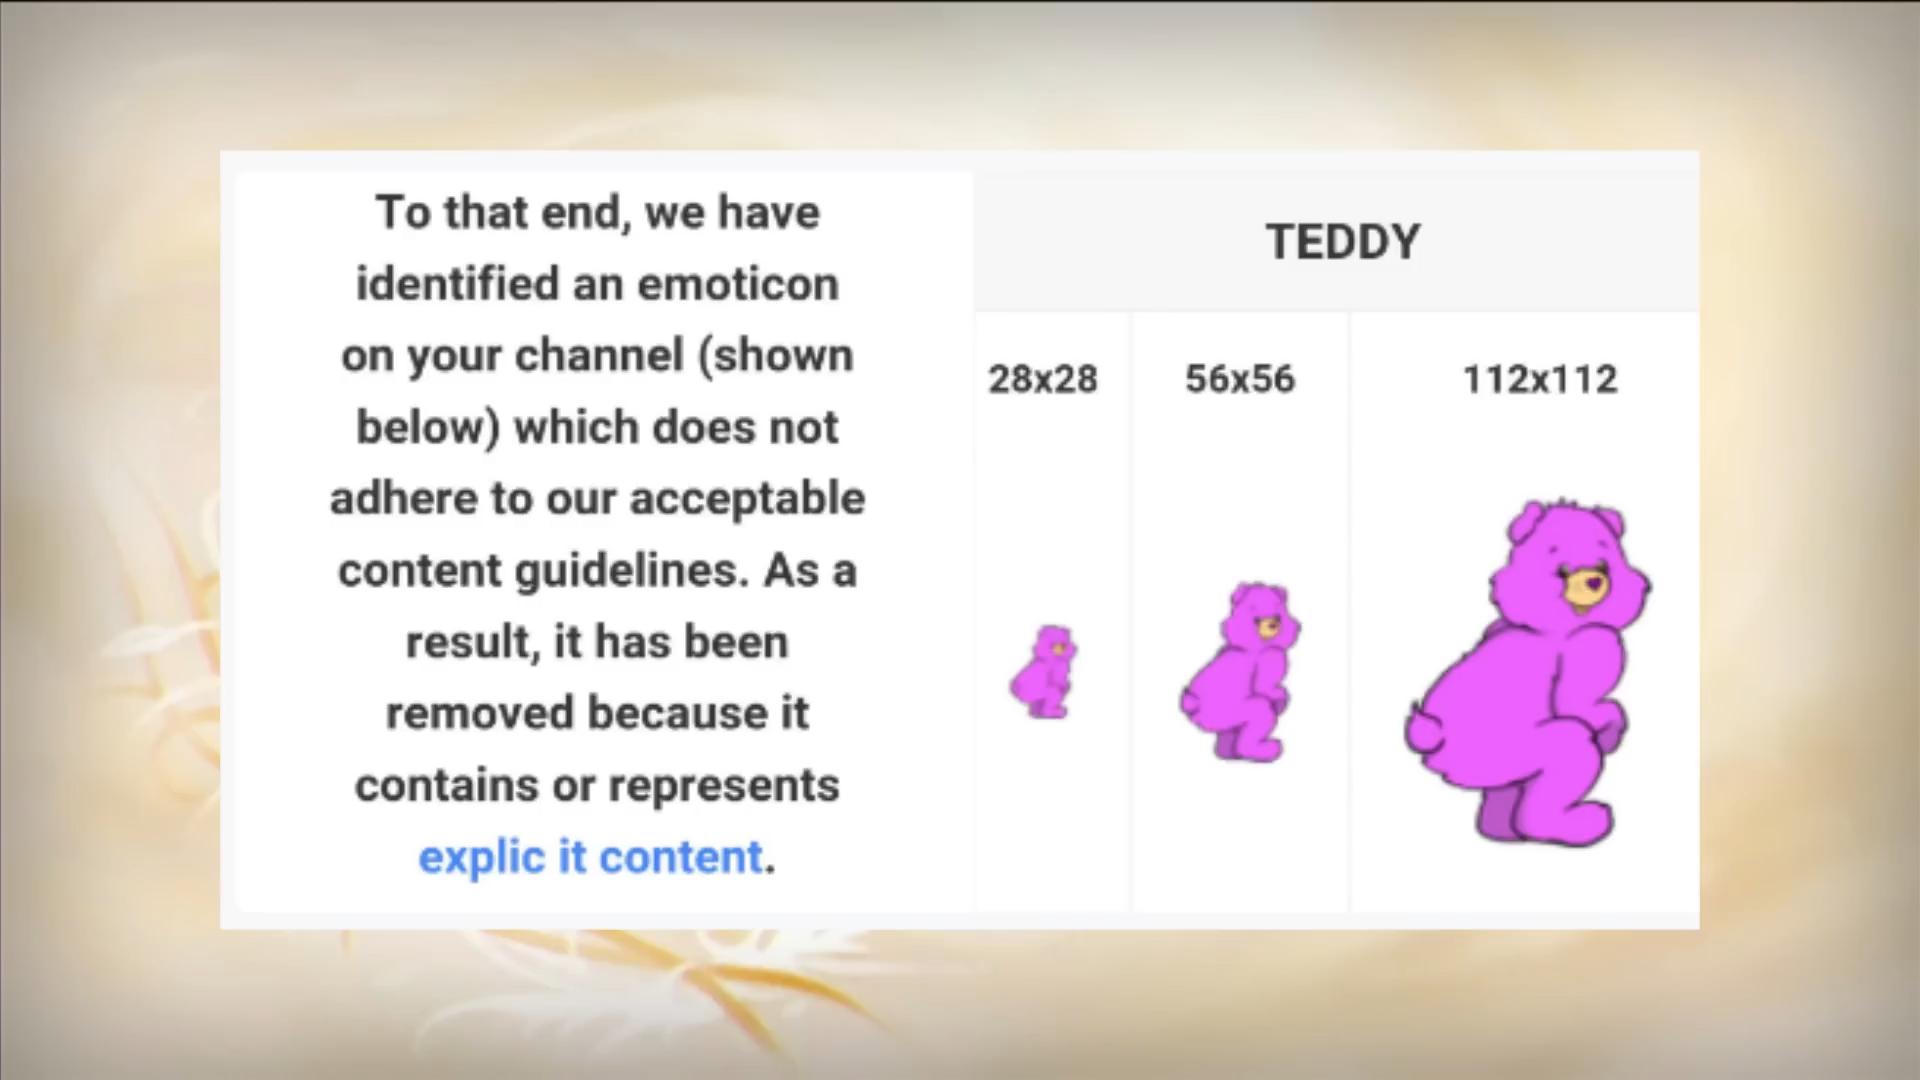 To that end, we have
identified an emoticon
on your channel (shown
below) which does not
adhere to our acceptable
content guidelines. As a
result, it has been
removed because it
contains or represents
explic it content.
TEDDY
28x28 56x56 112x112